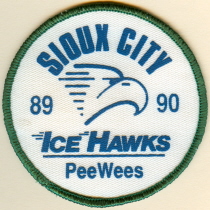 SIOUX CITY
89 90
ICE HAWKS
PeeWees